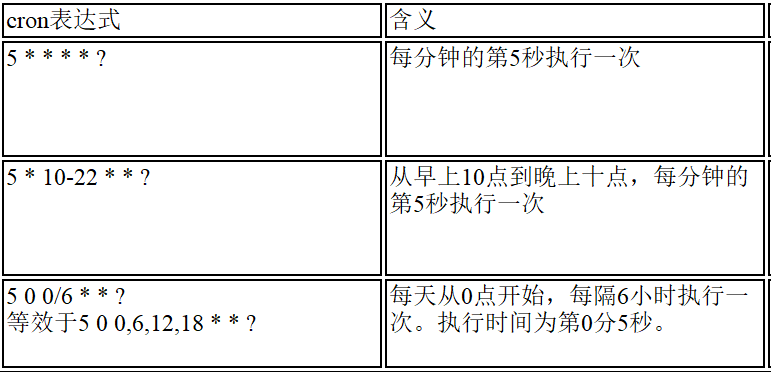 cron表达式
含义
5 * * * * ?
每分钟的第5秒执行一次
5 * 10-22 * * ?
从早上10点到晚上十点，每分钟的
第5秒执行一次
5 0 0/6 * * ?
等效于5 0 0,6,12,18 * * ?
每天从0点开始，每隔6小时执行一
次。执行时间为第0分5秒。